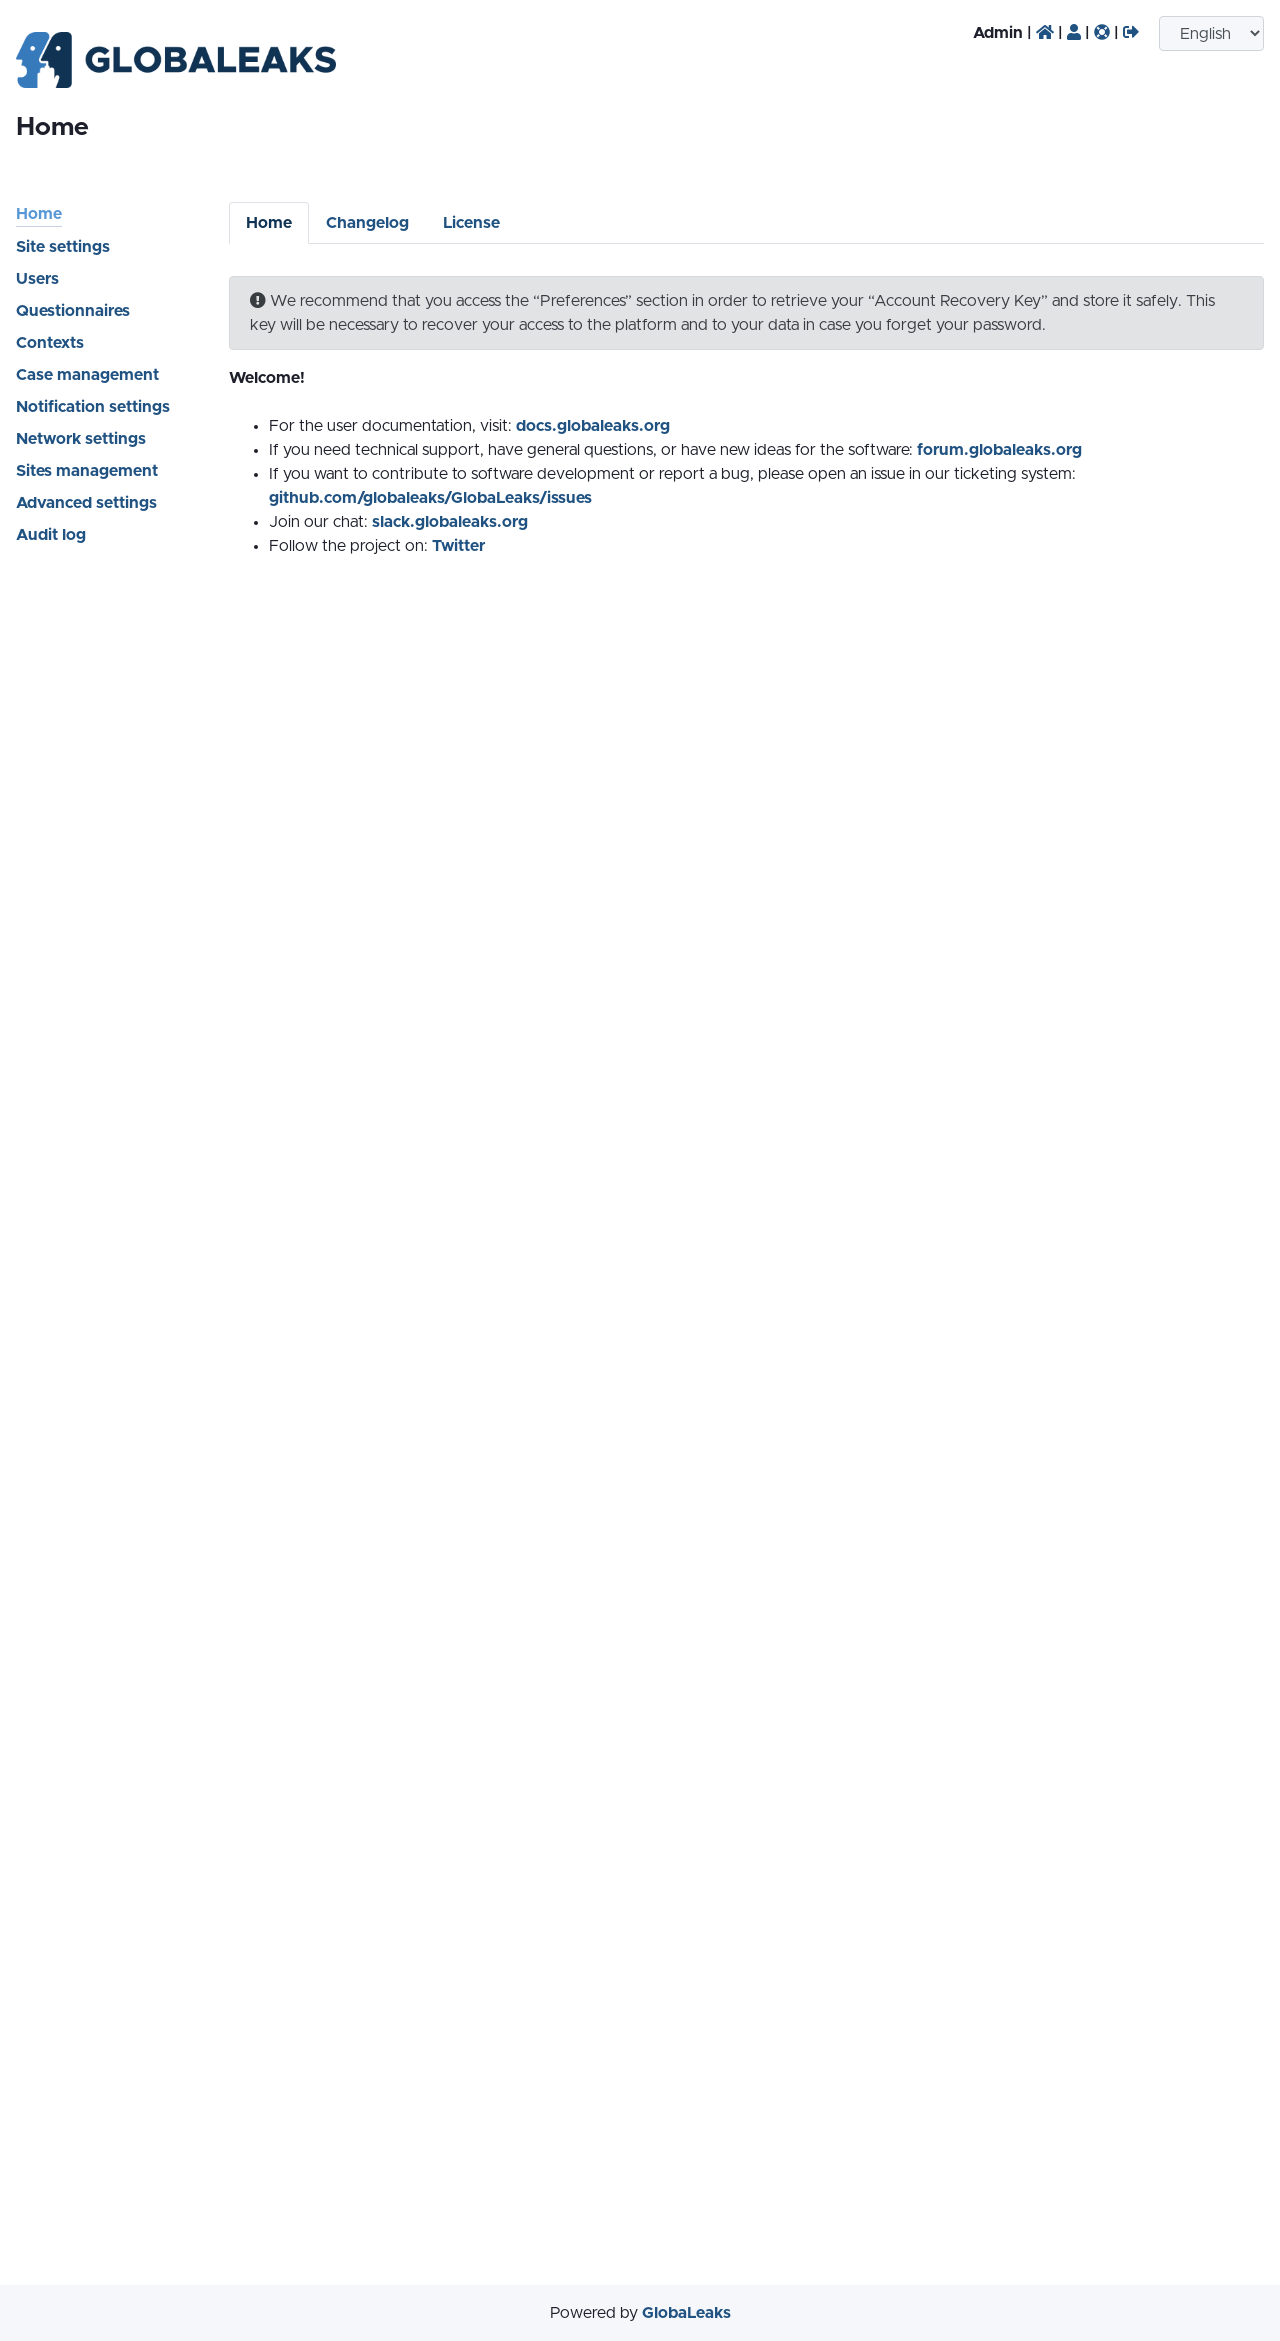 GLOBALEAKS
Admin | | | |
English
Home
Home
Site settings
Users
Questionnaires
Contexts
Case management
Notification settings
Network settings
Sites management
Advanced settings
Audit log
Home Changelog License
We recommend that you access the “Preferences” section in order to retrieve your “Account Recovery Key” and store it safely. This
key will be necessary to recover your access to the platform and to your data in case you forget your password.
Welcome!
• For the user documentation, visit: docs.globaleaks.org
• If you need technical support, have general questions, or have new ideas for the software: forum.globaleaks.org
• If you want to contribute to software development or report a bug, please open an issue in our ticketing system:
github.com/globaleaks/GlobaLeaks/issues
• Join our chat: slack.globaleaks.org
• Follow the project on: Twitter
Powered by GlobaLeaks